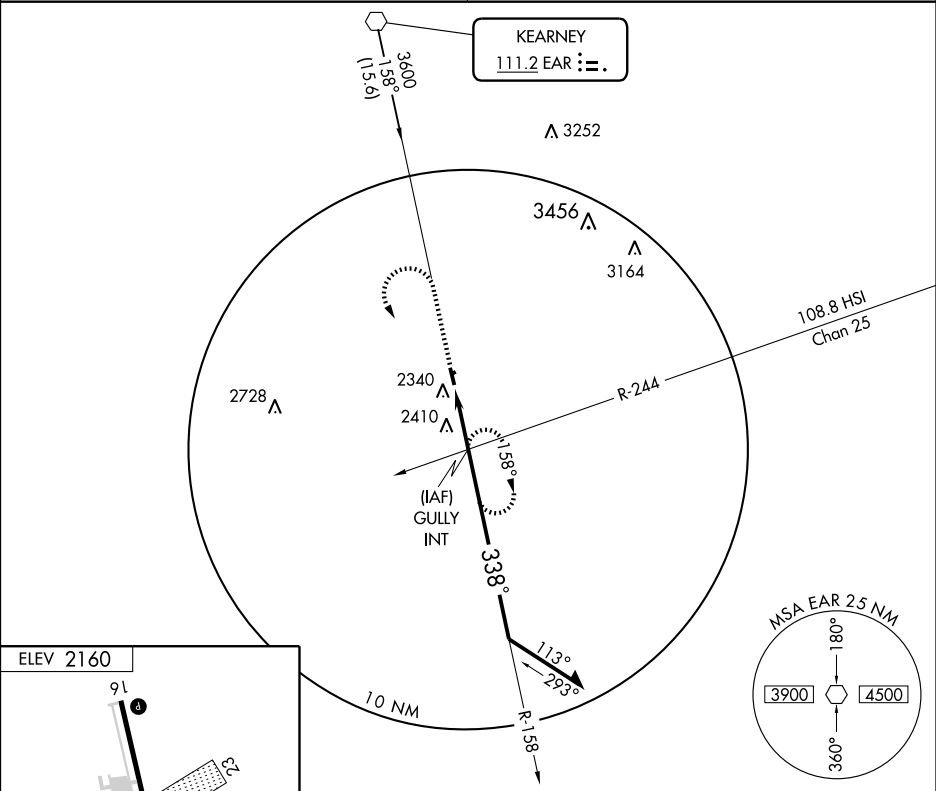 KEARNEY
111.2 EAR
3600
158°
(15.6)
3252
3456
3164
108.8 HSI
Chan 25
R-244
2340
2728
2410
158°
(IAF)
GULLY
INT
338°
113°
293°
R-158
10 NM
MSA EAR 25 NM
180°
3900
4500
360°
ELEV 2160
16
P
23